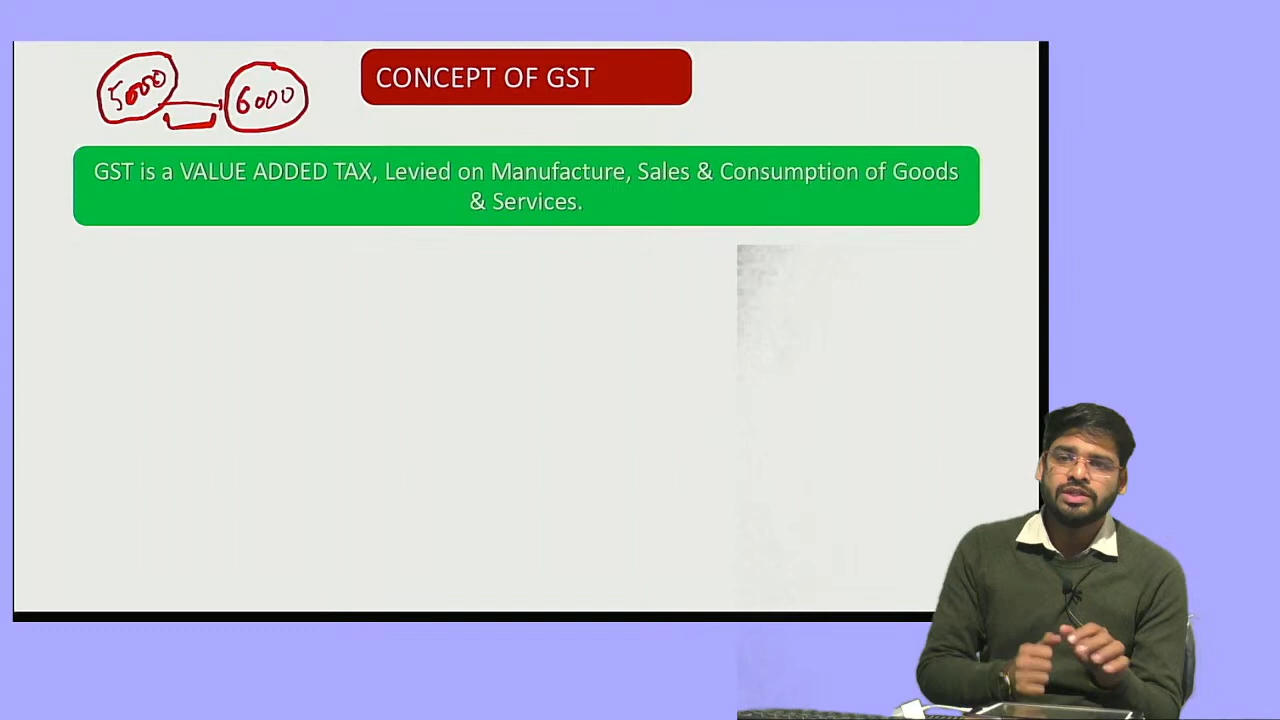 5000 6000
CONCEPT OF GST
GST is a VALUE ADDED TAX, Levied on Manufacture, Sales & Consumption of Goods
& Services.